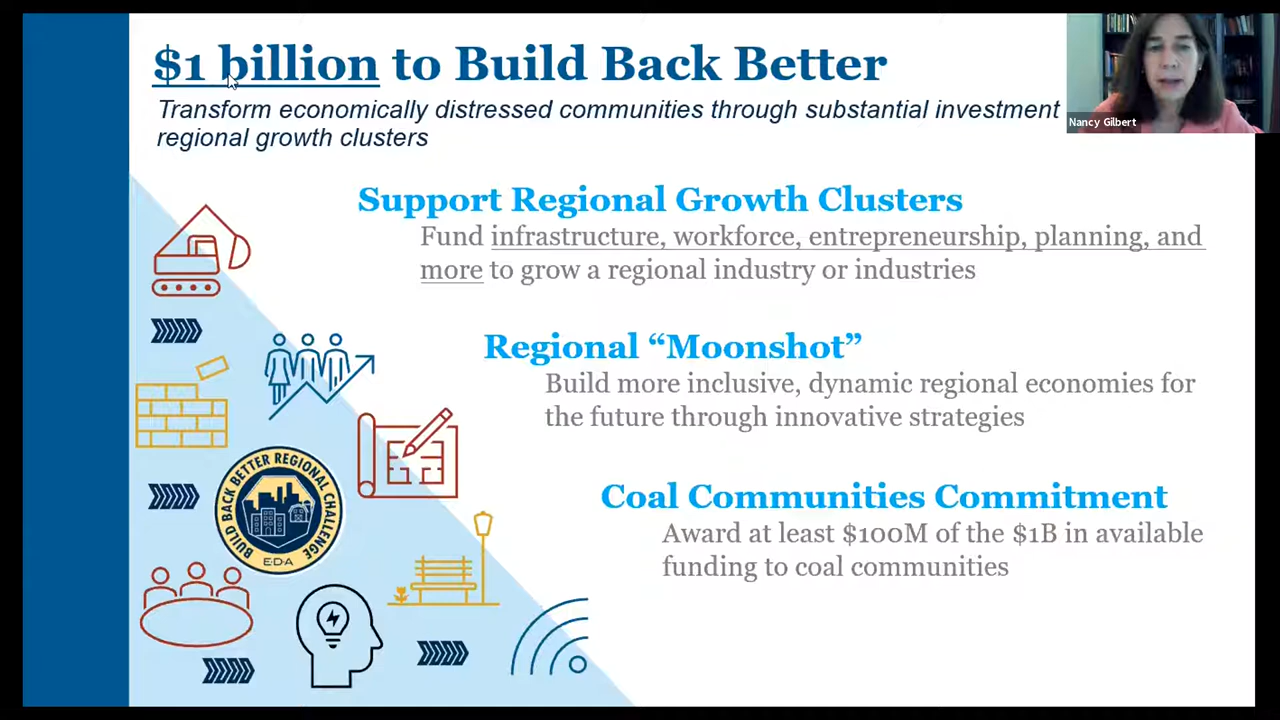 $1 billion to Build Back Better
Transform economically distressed communities through substantial investment
regional growth clusters
Nancy Gilbert
Support Regional Growth Clusters
Fund infrastructure, workforce, entrepreneurship, planning, and
more to grow a regional industry or industries
Regional “Moonshot”
Build more inclusive, dynamic regional economies for
the future through innovative strategies
BUILD BACK BETTER REGIONAL CHALLENGE
E·D·A
Coal Communities Commitment
Award at least $100M of the $1B in available
funding to coal communities